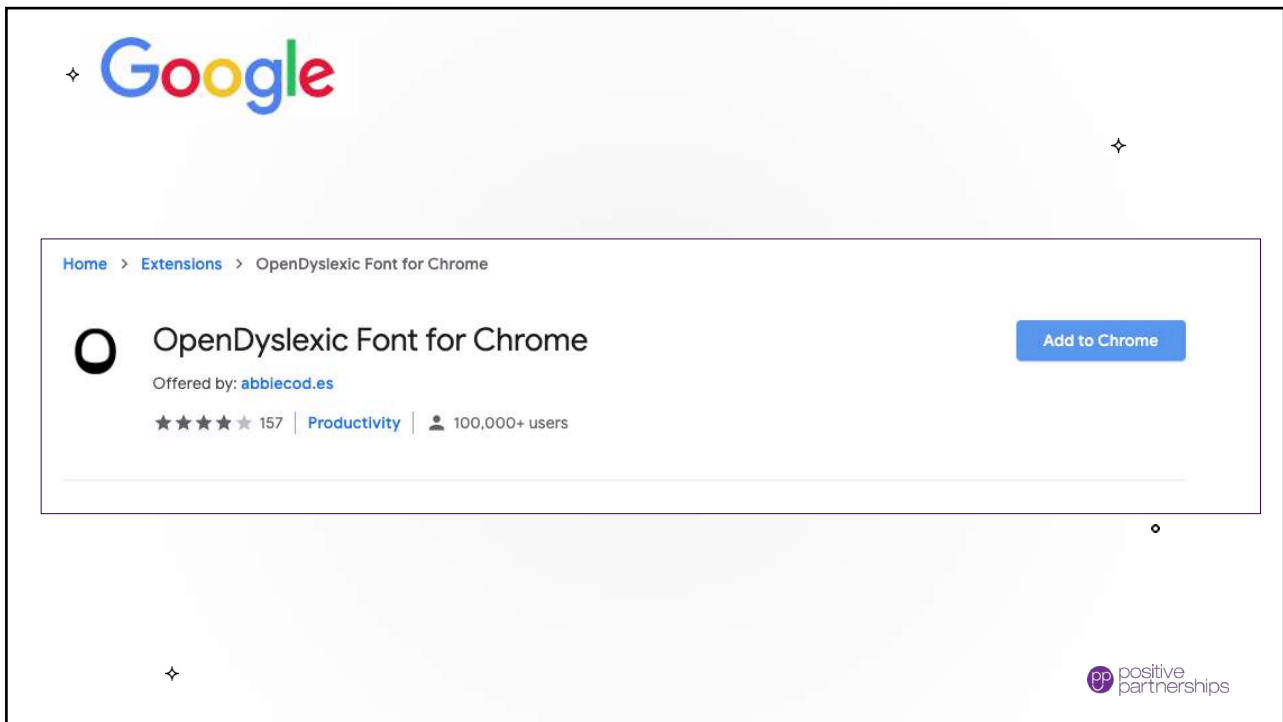 Google
Home > Extensions > OpenDyslexic Font for Chrome
OpenDyslexic Font for Chrome
Add to Chrome
Offered by: abbiecod.es
157 | Productivity | 100,000+ users
pp positive
partnerships